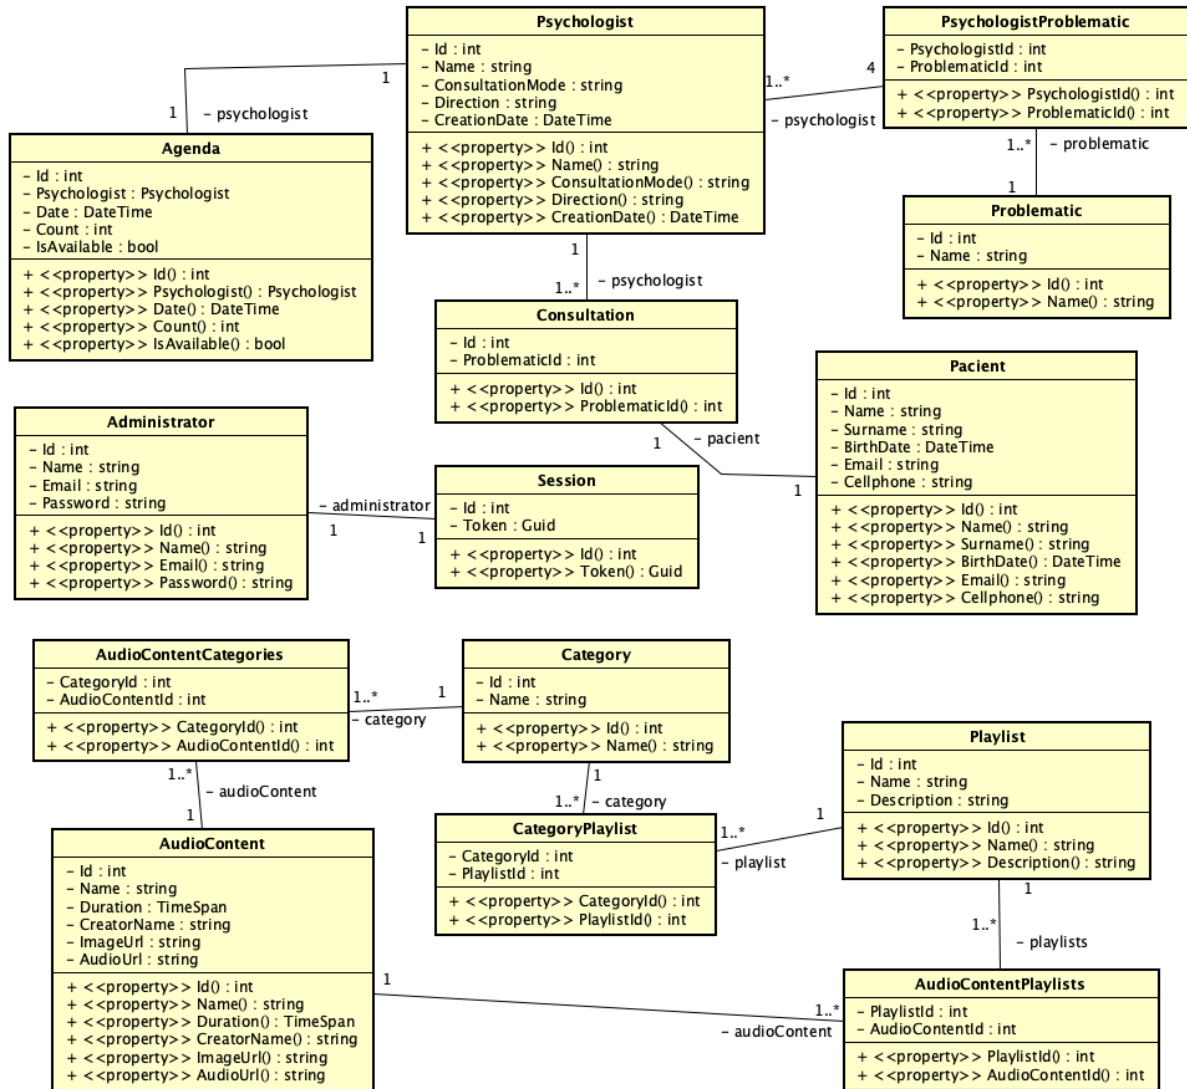 Psychologist
– Id : int
– Name : string
– ConsultationMode : string
– Direction : string
– CreationDate : DateTime
+ <<property>> Id() : int
+ <<property>> Name() : string
+ <<property>> ConsultationMode() : string
+ <<property>> Direction() : string
+ <<property>> CreationDate() : DateTime
PsychologistProblematic
– PsychologistId : int
– ProblematicId : int
+ <<property>> PsychologistId() : int
+ <<property>> ProblematicId() : int
1
1
– psychologist
1..*
4
– psychologist
Agenda
– Id : int
– Psychologist : Psychologist
– Date : DateTime
– Count : int
– IsAvailable : bool
+ <<property>> Id() : int
+ <<property>> Psychologist() : Psychologist
+ <<property>> Date() : DateTime
+ <<property>> Count() : int
+ <<property>> IsAvailable() : bool
1..*
– problematic
1
Problematic
– Id : int
– Name : string
+ <<property>> Id() : int
+ <<property>> Name() : string
1
– psychologist
1..*
Consultation
– Id : int
– ProblematicId : int
+ <<property>> Id() : int
+ <<property>> ProblematicId() : int
1
– pacient
1
Pacient
– Id : int
– Name : string
– Surname : string
– BirthDate : DateTime
– Email : string
– Cellphone : string
+ <<property>> Id() : int
+ <<property>> Name() : string
+ <<property>> Surname() : string
+ <<property>> BirthDate() : DateTime
+ <<property>> Email() : string
+ <<property>> Cellphone() : string
Administrator
– Id : int
– Name : string
– Email : string
– Password : string
+ <<property>> Id() : int
+ <<property>> Name() : string
+ <<property>> Email() : string
+ <<property>> Password() : string
– administrator
1
1
Session
– Id : int
– Token : Guid
+ <<property>> Id() : int
+ <<property>> Token() : Guid
AudioContentCategories
– CategoryId : int
– AudioContentId : int
+ <<property>> CategoryId() : int
+ <<property>> AudioContentId() : int
1..*
1
– category
Category
– Id : int
– Name : string
+ <<property>> Id() : int
+ <<property>> Name() : string
1..*
– audioContent
1
1
1..*
– category
Playlist
– Id : int
– Name : string
– Description : string
+ <<property>> Id() : int
+ <<property>> Name() : string
+ <<property>> Description() : string
CategoryPlaylist
– CategoryId : int
– PlaylistId : int
+ <<property>> CategoryId() : int
+ <<property>> PlaylistId() : int
1..*
1
– playlist
AudioContent
– Id : int
– Name : string
– Duration : TimeSpan
– CreatorName : string
– ImageUrl : string
– AudioUrl : string
+ <<property>> Id() : int
+ <<property>> Name() : string
+ <<property>> Duration() : TimeSpan
+ <<property>> CreatorName() : string
+ <<property>> ImageUrl() : string
+ <<property>> AudioUrl() : string
1
1..*
– playlists
1
1..*
– audioContent
AudioContentPlaylists
– PlaylistId : int
– AudioContentId : int
+ <<property>> PlaylistId() : int
+ <<property>> AudioContentId() : int